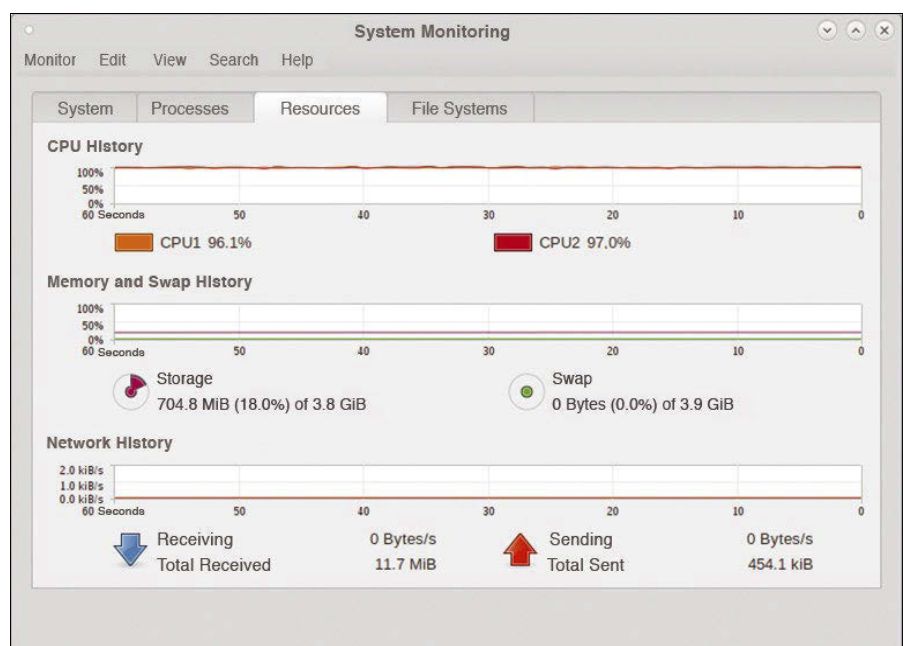 System Monitoring
Monitor Edit View Search Help
System Processes Resources File Systems
CPU History
100%
50%
0%
60 Seconds 50 40 30 20 10 0
CPU1 96.1% CPU2 97,0%
Memory and Swap History
100%
50%
0%
60 Seconds 50 40 30 20 10 0
Storage Swap
704.8 MiB (18.0%) of 3.8 GiB 0 Bytes (0.0%) of 3.9 GiB
Network History
2.0 kiB/s
1.0 kiB/s
0.0 kiB/s
60 Seconds 50 40 30 20 10 0
Receiving 0 Bytes/s Sending 0 Bytes/s
Total Received 11.7 MiB Total Sent 454.1 kiB